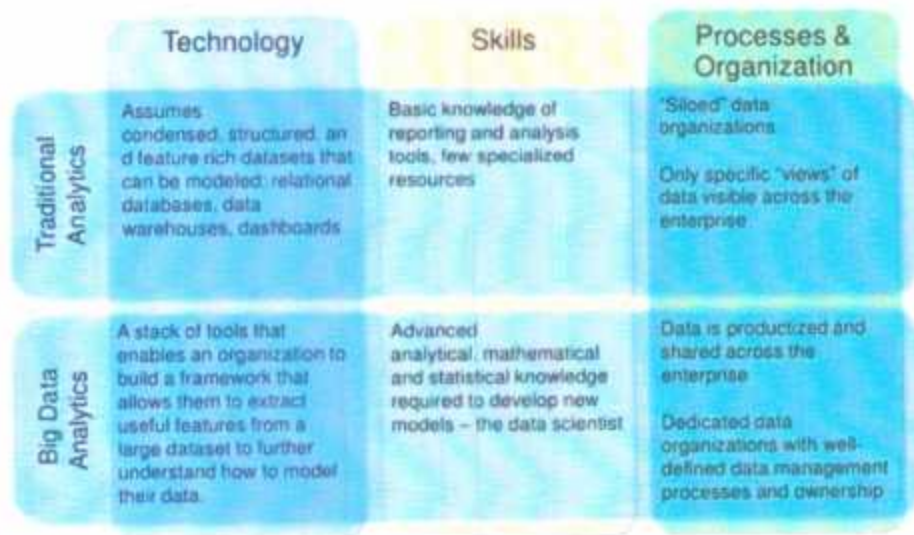 Technology
Skills
Processes &
Organization
Traditional
Analytics
Assumes
condensed, structured, an
d feature rich datasets that
can be modeled: relational
databases, data
warehouses, dashboards
Basic knowledge of
reporting and analysis
tools, few specialized
resources
"Siloed" data
organizations
Only specific "views" of
data visible across the
enterprise
Big Data
Analytics
A stack of tools that
enables an organization to
build a framework that
allows them to extract
useful features from a
large dataset to further
understand how to model
their data.
Advanced
analytical, mathematical
and statistical knowledge
required to develop new
models – the data scientist
Data is productized and
shared across the
enterprise
Dedicated data
organizations with well-
defined data management
processes and ownership